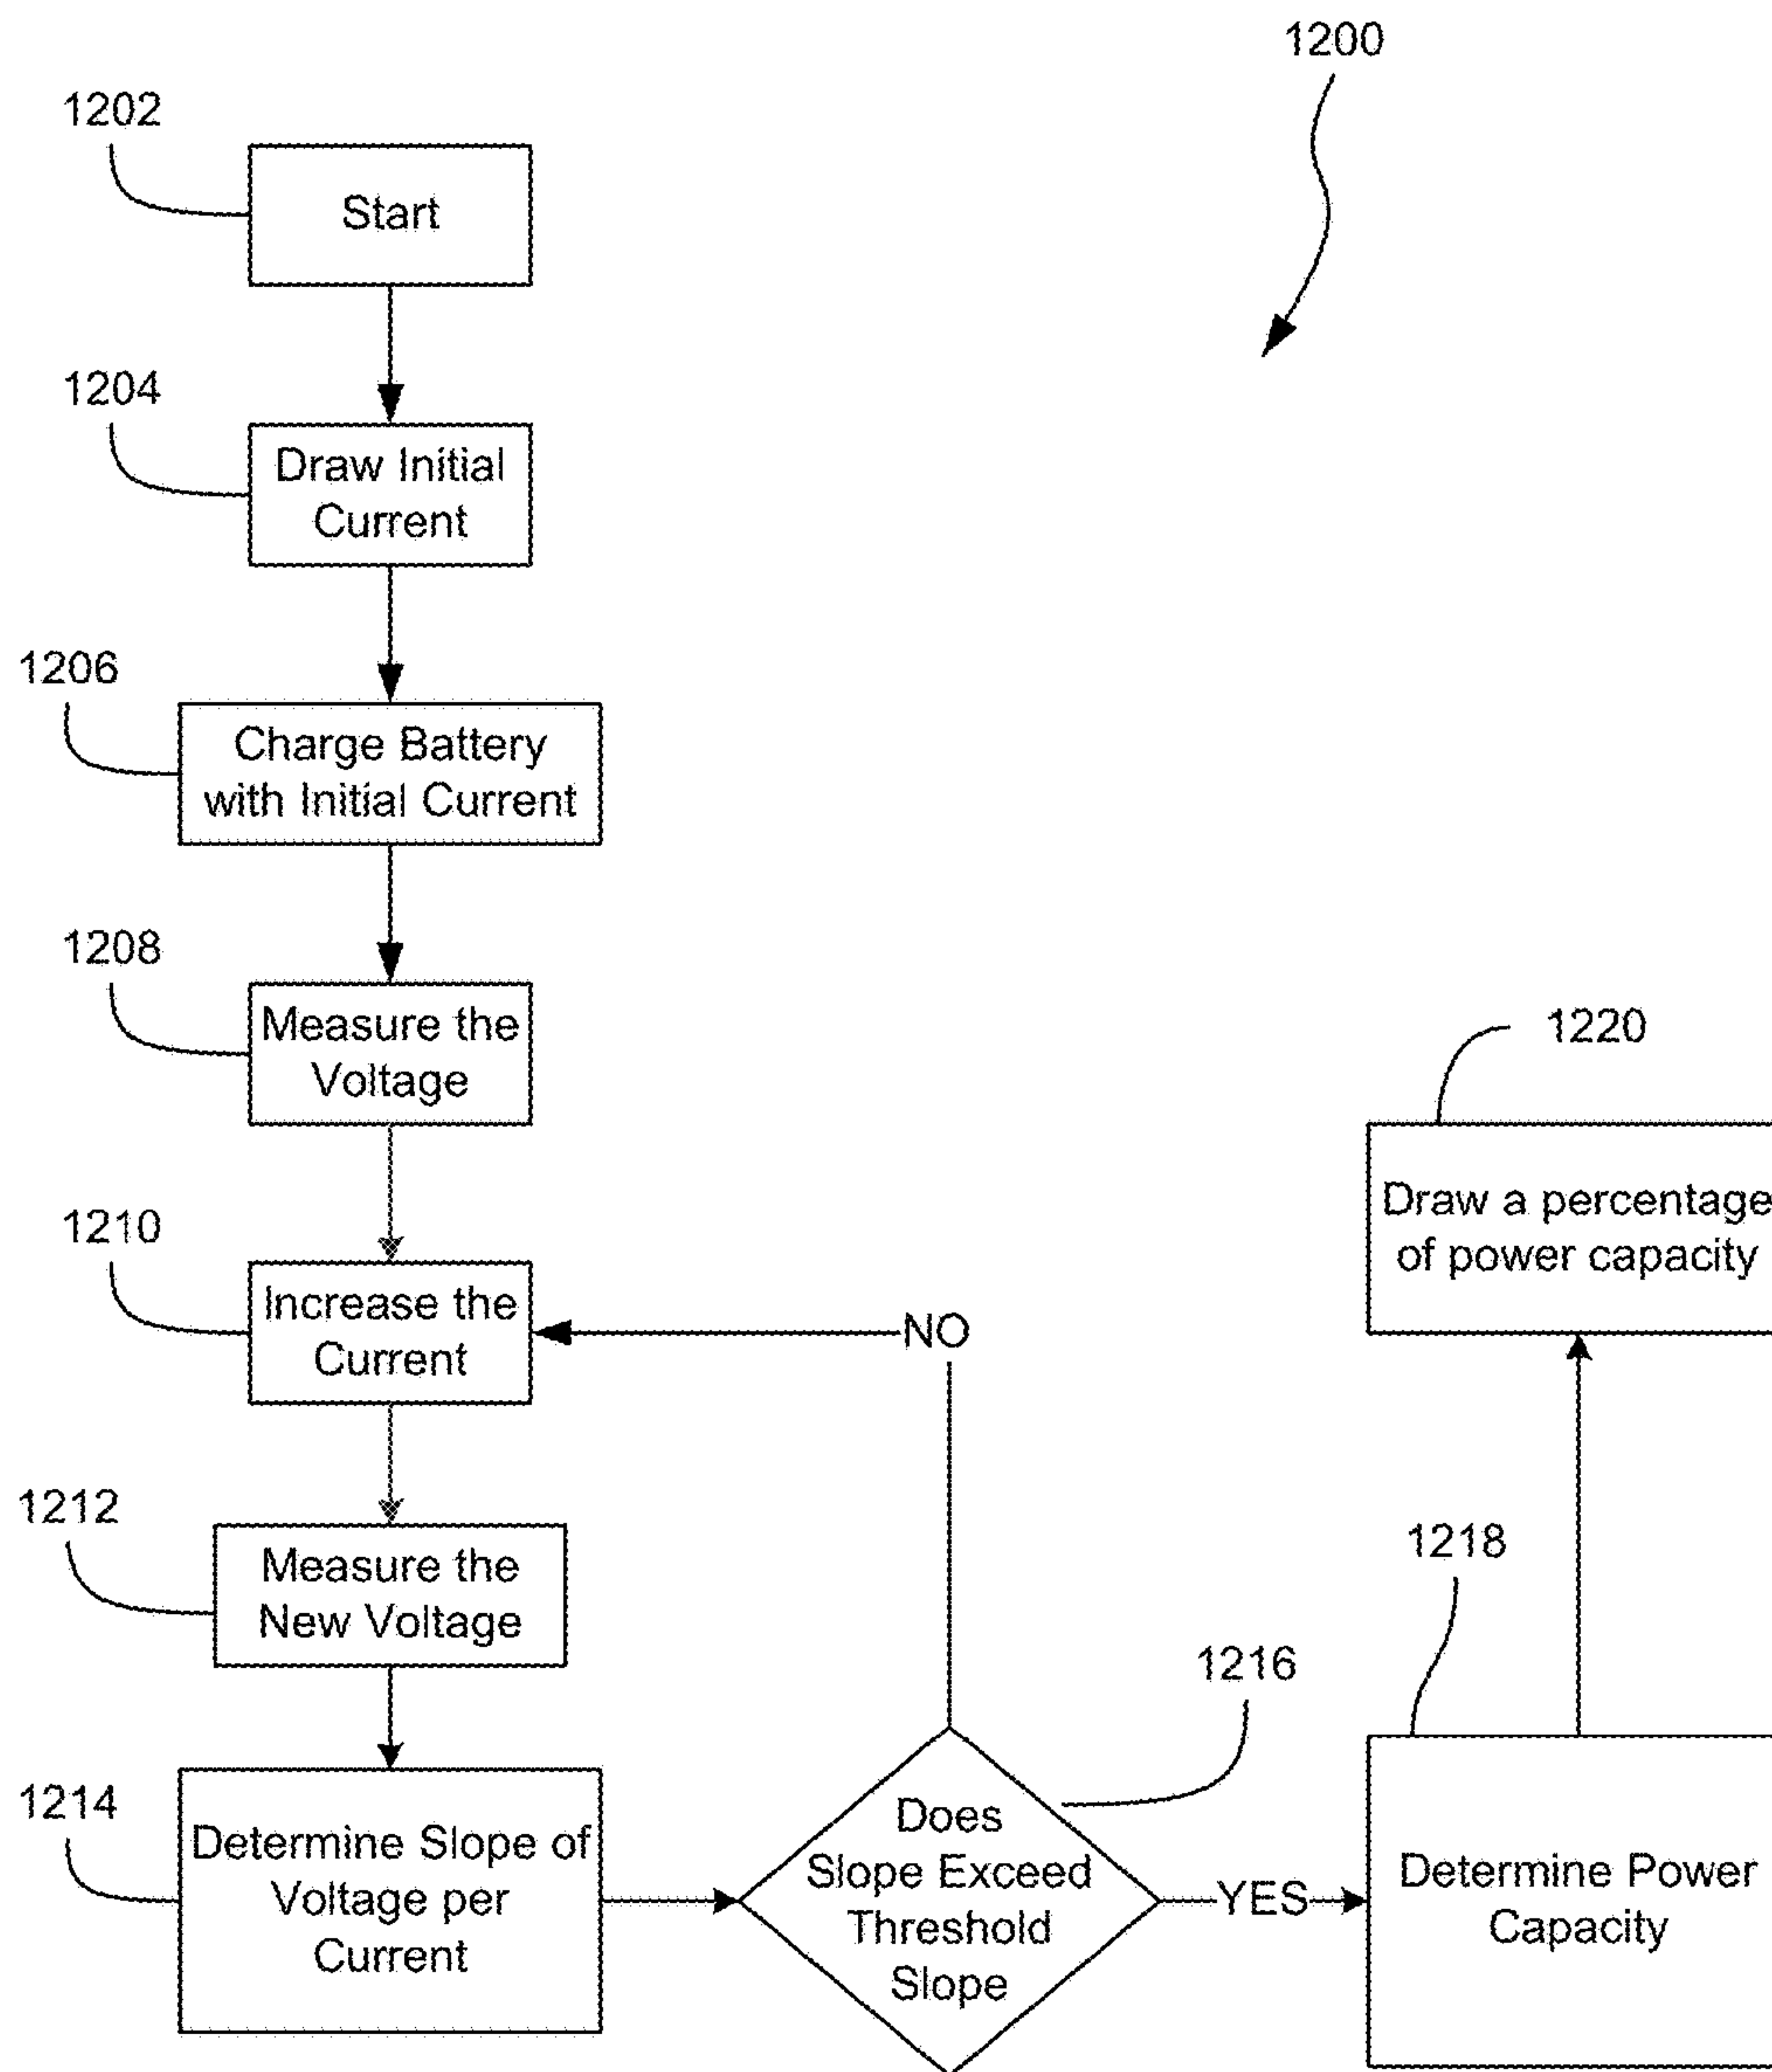 1200
1202
Start
1204
Draw Initial
Current
1206
Charge Battery
with Initial Current
1208
Measure the
Voltage
1210
Increase the
Current
NO
1212
Measure the
New Voltage
1214
Determine Slope of
Voltage per
Current
1216
Does
Slope Exceed
Threshold
Slope
YES
1218
Determine Power
Capacity
1220
Draw a percentage
of power capacity